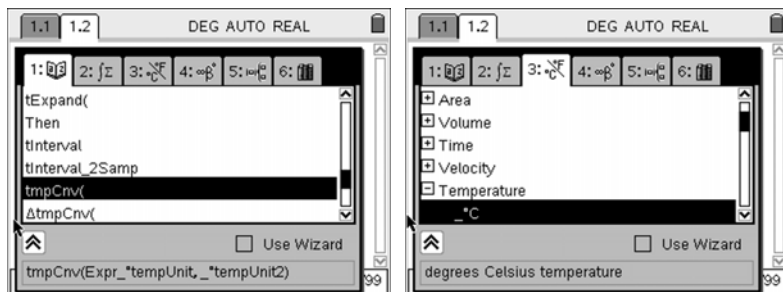 1.1 1.2 DEG AUTO REAL
1: 2: ∫Σ 3: °C°F 4: ∞β° 5: 6:
tExpand(
Then
tInterval
tInterval_2Samp
tmpCnv(
ΔtmpCnv(
Use Wizard
tmpCnv(Expr_°tempUnit, _°tempUnit2)
99
1.1 1.2 DEG AUTO REAL
1: 2: ∫Σ 3: °C°F 4: ∞β° 5: 6:
Area
Volume
Time
Velocity
Temperature
_°C
Use Wizard
degrees Celsius temperature
99